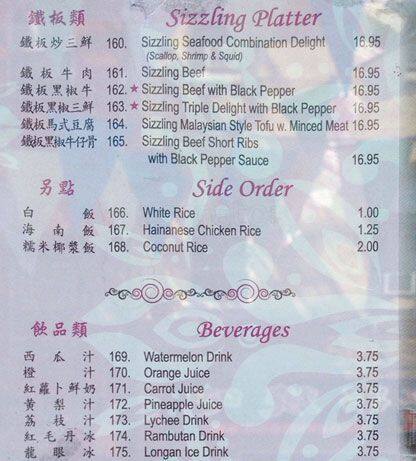 鐵板類 Sizzling Platter
鐵板炒三鮮 160. Sizzling Seafood Combination Delight 16.95
(Scallop, Shrimp & Squid)
鐵板牛肉 161. Sizzling Beef 16.95
鐵板黑椒牛 162. ★ Sizzling Beef with Black Pepper 16.95
鐵板黑椒三鮮 163. ★ Sizzling Triple Delight with Black Pepper 16.95
鐵板馬式豆腐 164. Sizzling Malaysian Style Tofu w. Minced Meat 16.95
鐵板黑椒牛仔骨 165. Sizzling Beef Short Ribs
with Black Pepper Sauce 16.95
另點 Side Order
白飯 166. White Rice 1.00
海南飯 167. Hainanese Chicken Rice 1.25
糯米椰漿飯 168. Coconut Rice 2.00
飲品類 Beverages
西瓜汁 169. Watermelon Drink 3.75
橙汁 170. Orange Juice 3.75
紅蘿蔔鮮奶 171. Carrot Juice 3.75
黃梨汁 172. Pineapple Juice 3.75
荔枝汁 173. Lychee Drink 3.75
紅毛丹冰 174. Rambutan Drink 3.75
龍眼冰 175. Longan Ice Drink 3.75